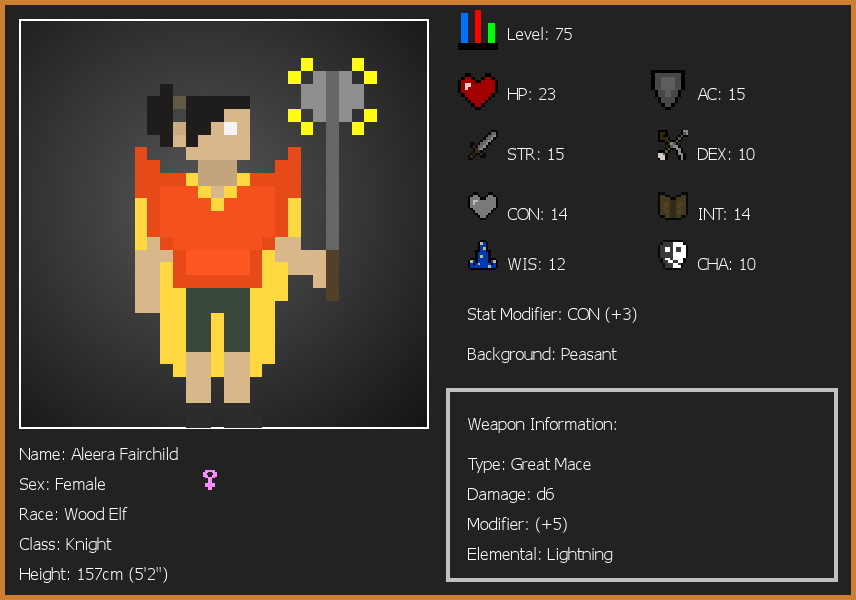 Level: 75
HP: 23
AC: 15
STR: 15
DEX: 10
CON: 14
INT: 14
WIS: 12
CHA: 10
Stat Modifier: CON (+3)
Background: Peasant
Weapon Information:
Type: Great Mace
Damage: d6
Modifier: (+5)
Elemental: Lightning
Name: Aleera Fairchild
Sex: Female
Race: Wood Elf
Class: Knight
Height: 157cm (5'2")